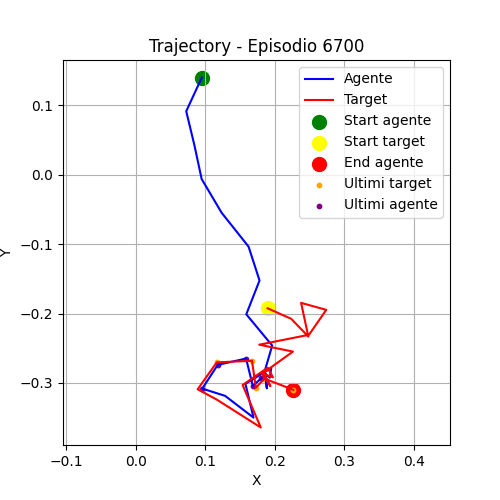 Trajectory - Episodio 6700
Agente
Target
Start agente
Start target
End agente
Ultimi target
Ultimi agente
Y
0.1
0.0
−0.1
−0.2
−0.3
−0.1
0.0
0.1
0.2
0.3
0.4
X